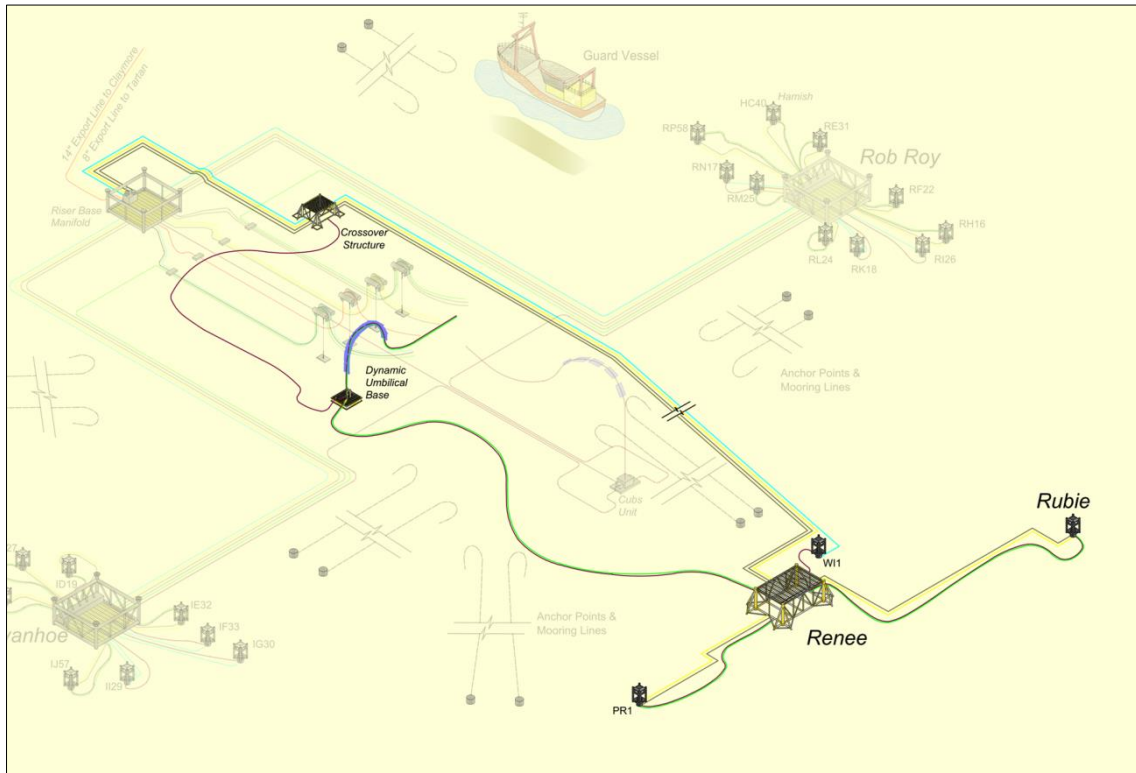 Guard Vessel
14" Export Line to Claymore
8" Export Line to Tartan
HC40
Hamish
RP58
RE31
Rob Roy
RN17
RM25
RF22
RH16
RL24
RK18
RI26
Riser Base
Manifold
Crossover
Structure
Anchor Points &
Mooring Lines
Dynamic
Umbilical
Base
Cubs
Unit
Rubie
WI1
27
ID19
IE32
IF33
IG30
vanhoe
IJ57
II29
Anchor Points &
Mooring Lines
Renee
PR1